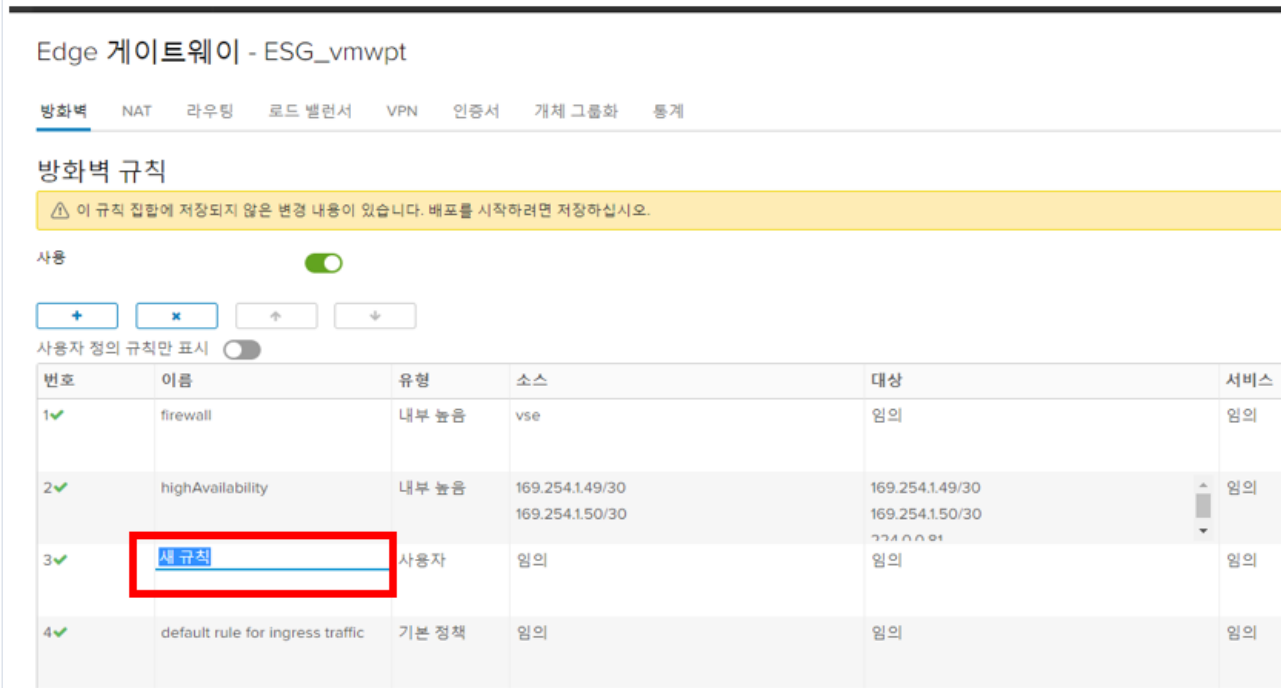 Edge 게이트웨이 - ESG_vmwpt
방화벽 NAT 라우팅 로드 밸런서 VPN 인증서 개체 그룹화 통계
방화벽 규칙
이 규칙 집합에 저장되지 않은 변경 내용이 있습니다. 배포를 시작하려면 저장하십시오.
사용
사용자 정의 규칙만 표시
번호 이름 유형 소스 대상 서비스
1 firewall 내부 높음 vse 임의 임의
2 highAvailability 내부 높음 169.254.1.49/30 169.254.1.49/30 임의
169.254.1.50/30 169.254.1.50/30
224.0.0.81
3 새 규칙 사용자 임의 임의 임의
4 default rule for ingress traffic 기본 정책 임의 임의 임의